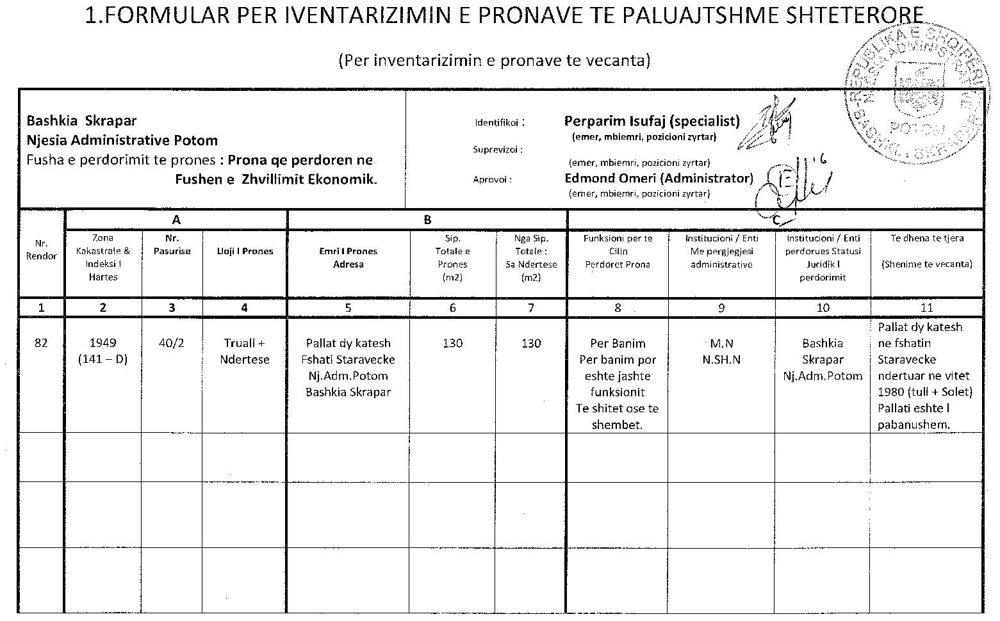 1.FORMULAR PER IVENTARIZIMIN E PRONAVE TE PALUAJTSHME SHTETERORE
(Per inventarizimin e pronave te vecanta)
Bashkia Skrapar
Njesia Administrative Potom
Fusha e perdorimit te prones : Prona qe perdoren ne
Fushen e Zhvillimit Ekonomik.
Identifikoi : Perparim Isufaj (specialist)
(emer, mbiemri, pozicioni zyrtar)
Suprevizoi :
(emer, mbiemri, pozicioni zyrtar)
Aprovoi : Edmond Omeri (Administrator)
(emer, mbiemri, pozicioni zyrtar)
POTOM
A B C
Nr.
Rendor
Zona
Kakastrale &
Indeksi I
Hartes
Nr.
Pasurise
Lloji I Prones
Emri I Prones
Adresa
Sip.
Totale e
Prones
(m2)
Nga Sip.
Totale :
Sa Ndertese
(m2)
Funksioni per te
Cilin
Perdoret Prona
Institucioni / Enti
Me pergjegjesi
administrative
Institucioni / Enti
perdorues Statusi
Juridik I
perdorimit
Te dhena te tjera
(Shenime te vecanta)
1 2 3 4 5 6 7 8 9 10 11
82
1949
(141 – D)
40/2
Truall +
Ndertese
Pallat dy katesh
Fshati Staravecke
Nj.Adm.Potom
Bashkia Skrapar
130
130
Per Banim
Per banim por
eshte jashte
funksionit
Te shitet ose te
shembet.
M.N
N.SH.N
Bashkia
Skrapar
Nj.Adm.Potom
Pallat dy katesh
ne fshatin
Staravecke
ndertuar ne vitet
1980 (tull + Solet)
Pallati eshte I
pabanushem.